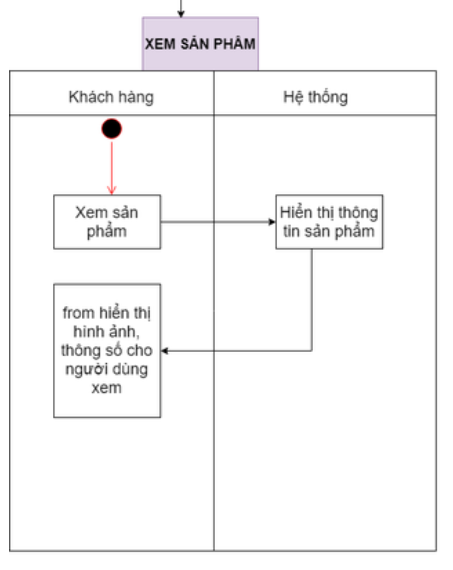 XEM SẢN PHẨM
Khách hàng
Hệ thống
Xem sản
phẩm
Hiển thị thông
tin sản phẩm
from hiển thị
hình ảnh,
thông số cho
người dùng
xem